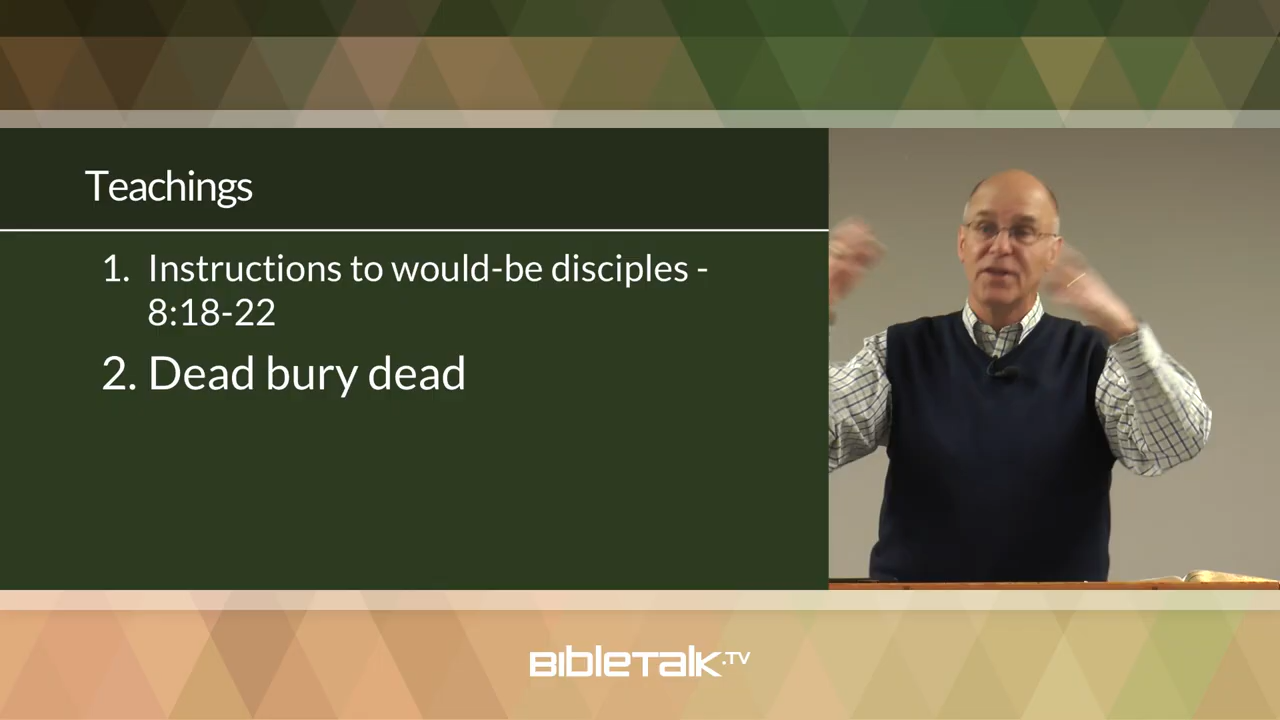 Teachings
1. Instructions to would-be disciples -
8:18-22
2. Dead bury dead
BIBLETALK.TV